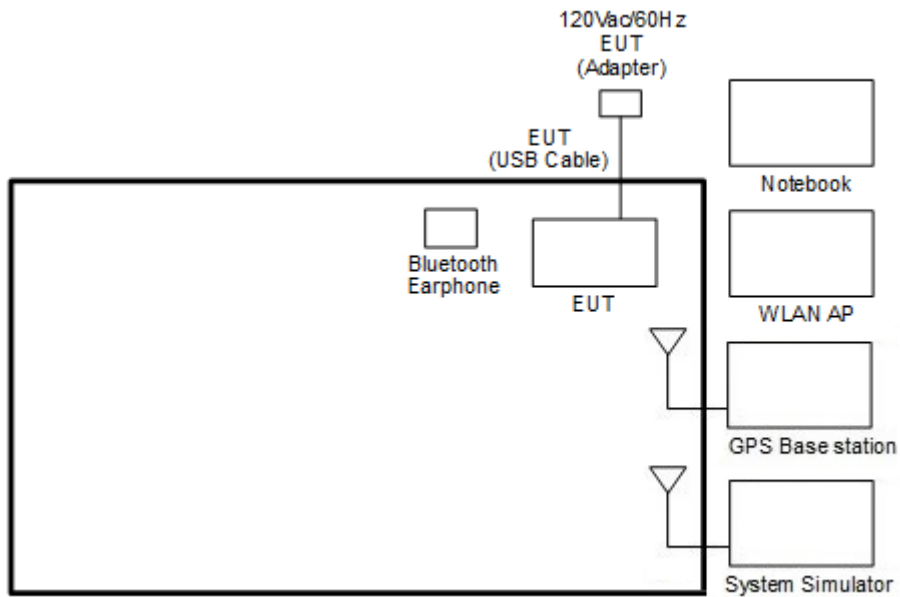 120Vac/60Hz
EUT
(Adapter)
EUT
(USB Cable)
Notebook
Bluetooth
Earphone
EUT
WLAN AP
GPS Base station
System Simulator